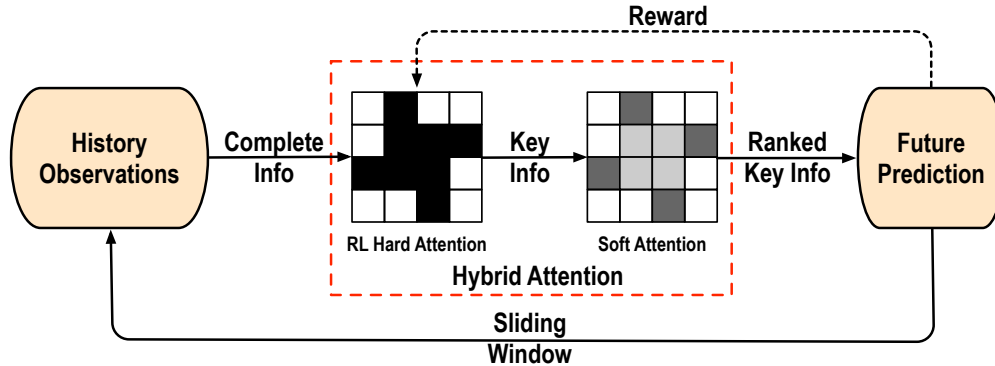 Reward
History
Observations
Complete
Info
Key
Info
Ranked
Key Info
Future
Prediction
RL Hard Attention
Soft Attention
Hybrid Attention
Sliding
Window